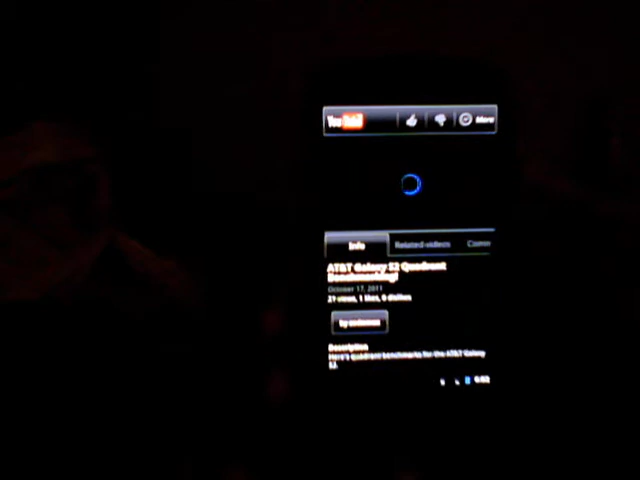 YouTube More
Info Related videos Comm
AT&T Galaxy S2 Quadrant
Benchmarking!
October 17, 2011
21 views, 1 likes, 0 dislikes
Description
Here's quadrant benchmarks for the AT&T Galaxy
S2.